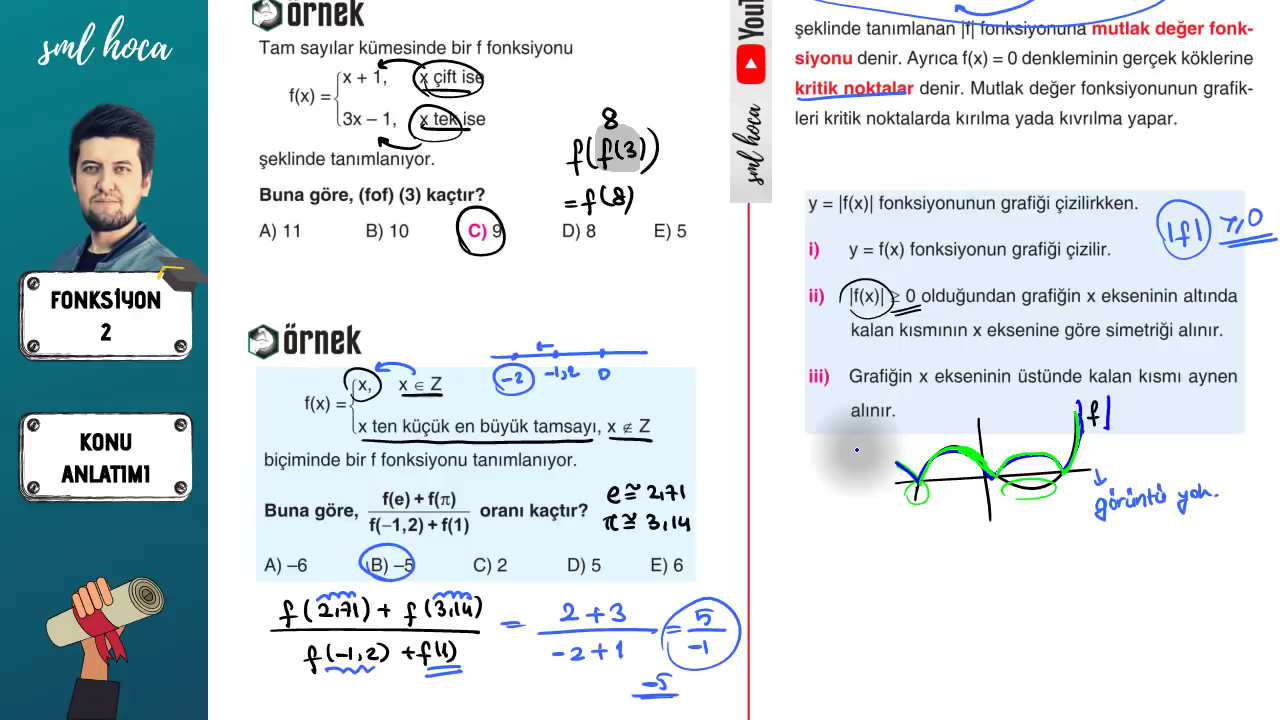 sml hoca
FONKSİYON
2
KONU
ANLATIMI
örnek
Tam sayılar kümesinde bir f fonksiyonu
f(x) = { x + 1, x çift ise
3x – 1, x tek ise
şeklinde tanımlanıyor.
Buna göre, (fof) (3) kaçtır?
A) 11 B) 10 C) 9 D) 8 E) 5
8
f(f(3))
= f(8)
örnek
-2 -1,2 0
f(x) = { x, x ∈ Z
x ten küçük en büyük tamsayı, x ∉ Z
biçiminde bir f fonksiyonu tanımlanıyor.
Buna göre, f(e) + f(π) / f(–1,2) + f(1) oranı kaçtır?
e ≅ 2,71
π ≅ 3,14
A) –6 B) –5 C) 2 D) 5 E) 6
f(2,71) + f(3,14) / f(-1,2) + f(1) = 2 + 3 / -2 + 1 = 5 / -1
-5
YouT
sml hoca
şeklinde tanımlanan |f| fonksiyonuna mutlak değer fonk-
siyonu denir. Ayrıca f(x) = 0 denkleminin gerçek köklerine
kritik noktalar denir. Mutlak değer fonksiyonunun grafik-
leri kritik noktalarda kırılma yada kıvrılma yapar.
y = |f(x)| fonksiyonunun grafiği çizilirkken.
|f| ≥ 0
i) y = f(x) fonksiyonun grafiği çizilir.
ii) |f(x)| ≥ 0 olduğundan grafiğin x ekseninin altında
kalan kısmının x eksenine göre simetriği alınır.
iii) Grafiğin x ekseninin üstünde kalan kısmı aynen
alınır.
|f|
görüntü yok.